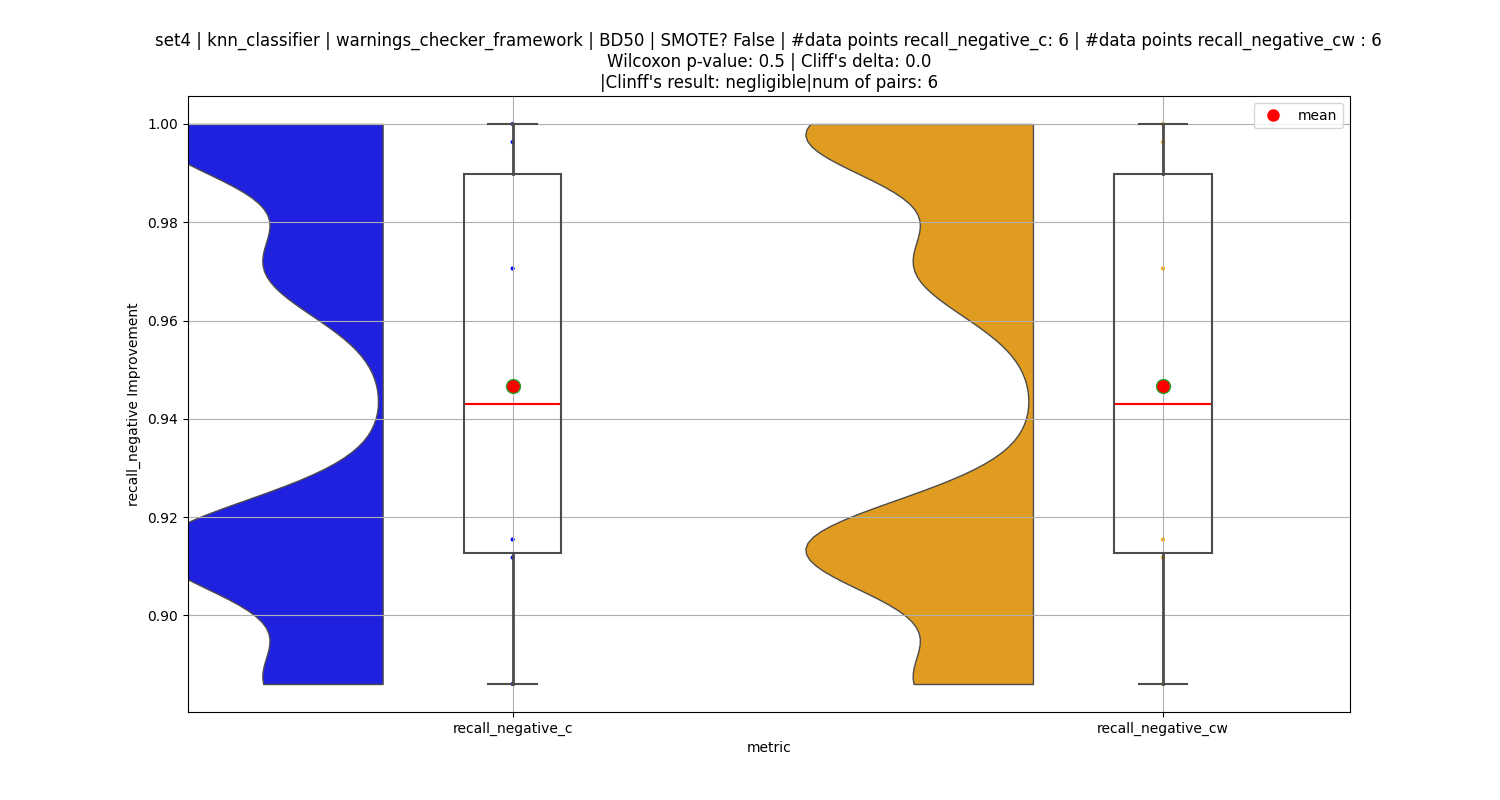 set4 | knn_classifier | warnings_checker_framework | BD50 | SMOTE? False | #data points recall_negative_c: 6 | #data points recall_negative_cw : 6
Wilcoxon p-value: 0.5 | Cliff's delta: 0.0
|Clinff's result: negligible|num of pairs: 6
mean
1.00
0.98
0.96
0.94
0.92
0.90
recall_negative Improvement
recall_negative_c
recall_negative_cw
metric